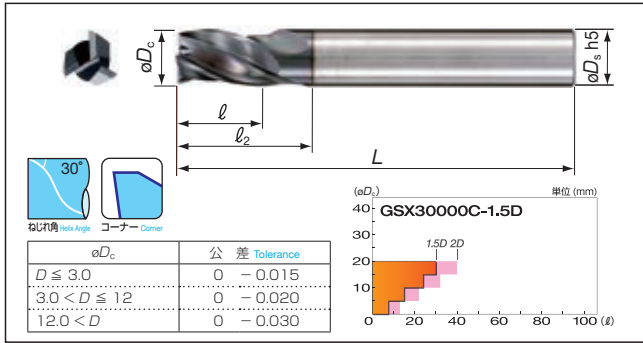 øDc
øDs h5
ℓ
ℓ2
L
30°
ねじれ角 Helix Angle
コーナー Corner
øDc 公 差 Tolerance
D ≦ 3.0 0 －0.015
3.0 < D ≦ 12 0 －0.020
12.0 < D 0 －0.030
(øDc) 単位 (mm)
GSX30000C-1.5D
1.5D 2D
40
30
20
10
0
0 20 40 60 80 100 (ℓ)